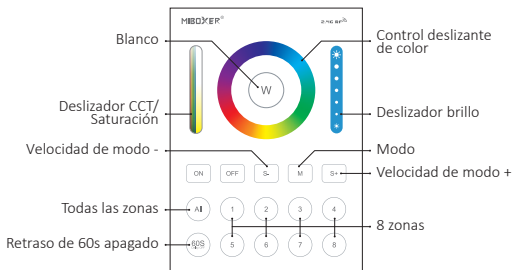 MIBOXER®
2.4G RF
Blanco
Control deslizante
de color
W
Deslizador CCT/
Saturación
Deslizador brillo
Velocidad de modo -
Modo
ON
OFF
S-
M
S+
Velocidad de modo +
Todas las zonas
All
1
2
3
4
8 zonas
Retraso de 60s apagado
60S
5
6
7
8